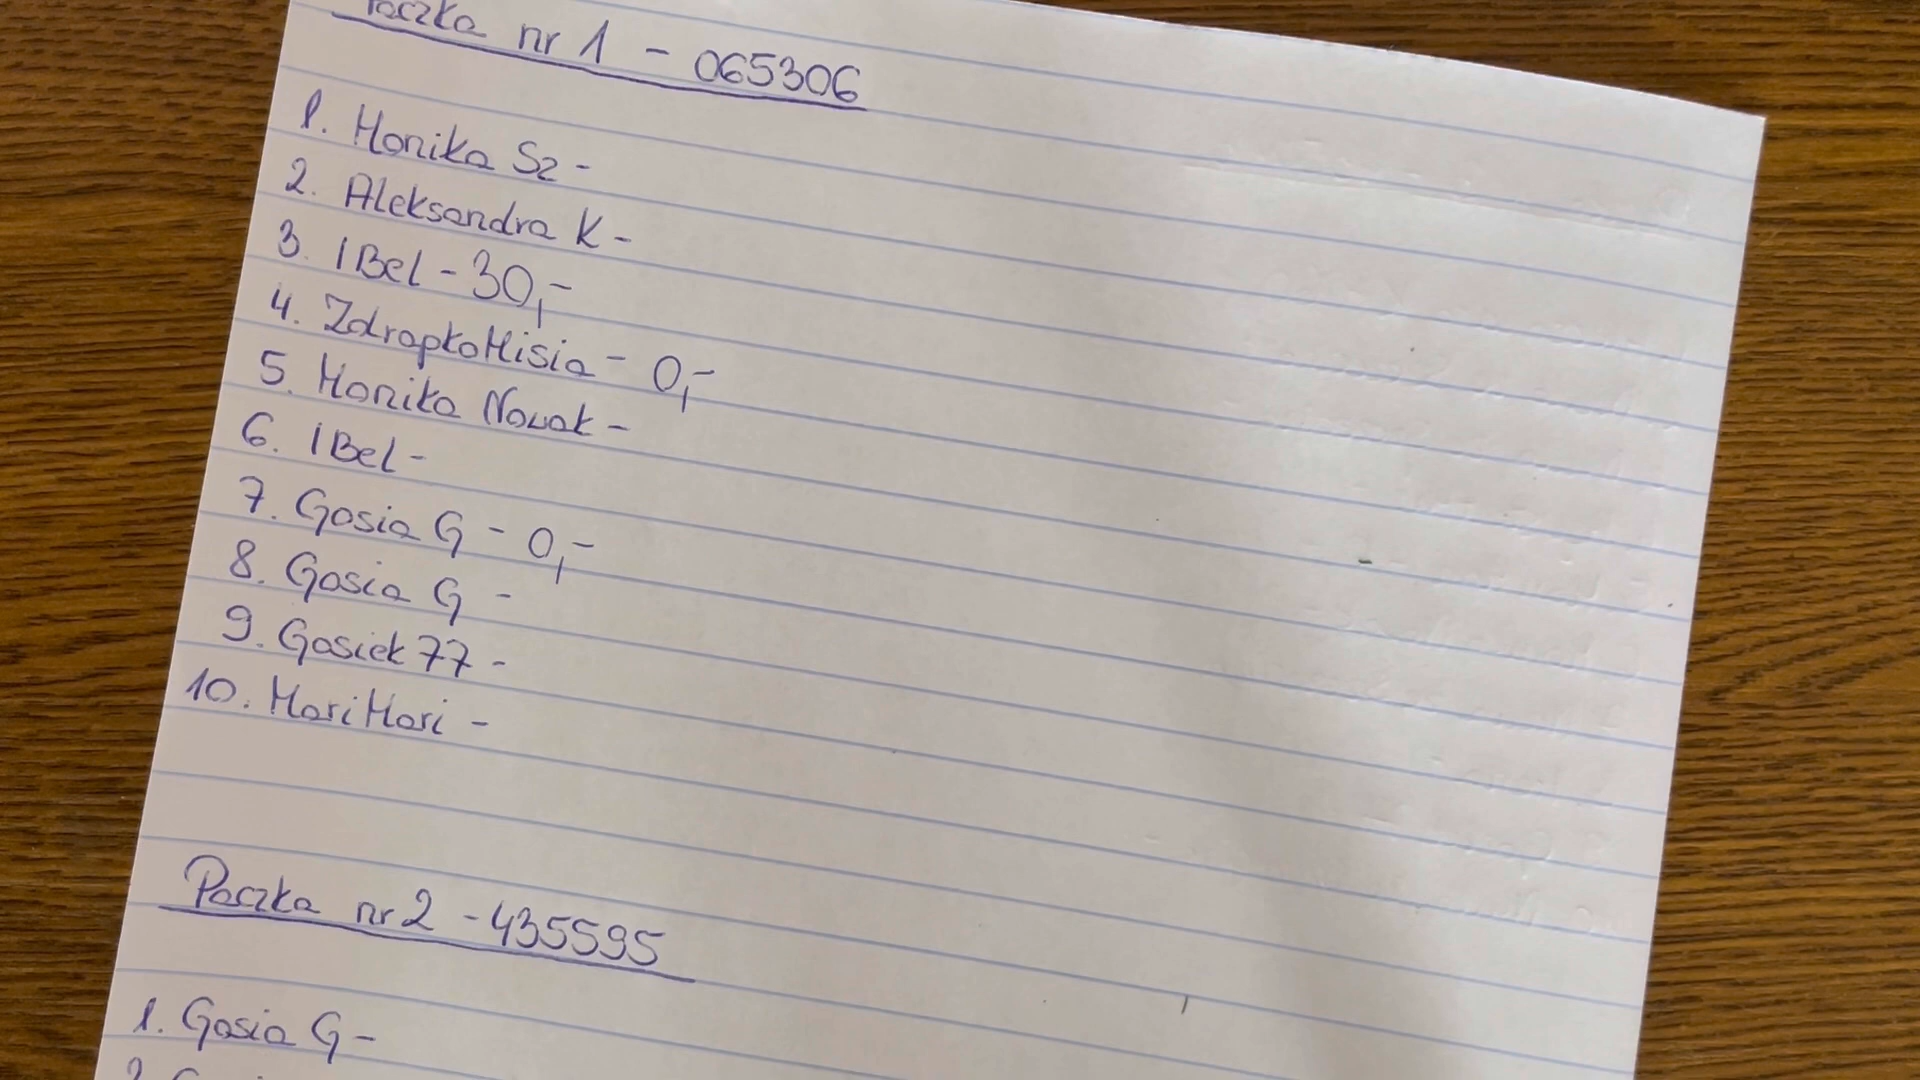 Paczka nr 1 - 065306
1. Monika Sz -
2. Aleksandra K -
3. IBel - 30,-
4. ZdrapkoMisia - 0,-
5. Monika Nowak -
6. IBel -
7. Gosia G - 0,-
8. Gosia G -
9. Gosiek77 -
10. MariMari -
Paczka nr 2 - 435595
1. Gosia G -
2.